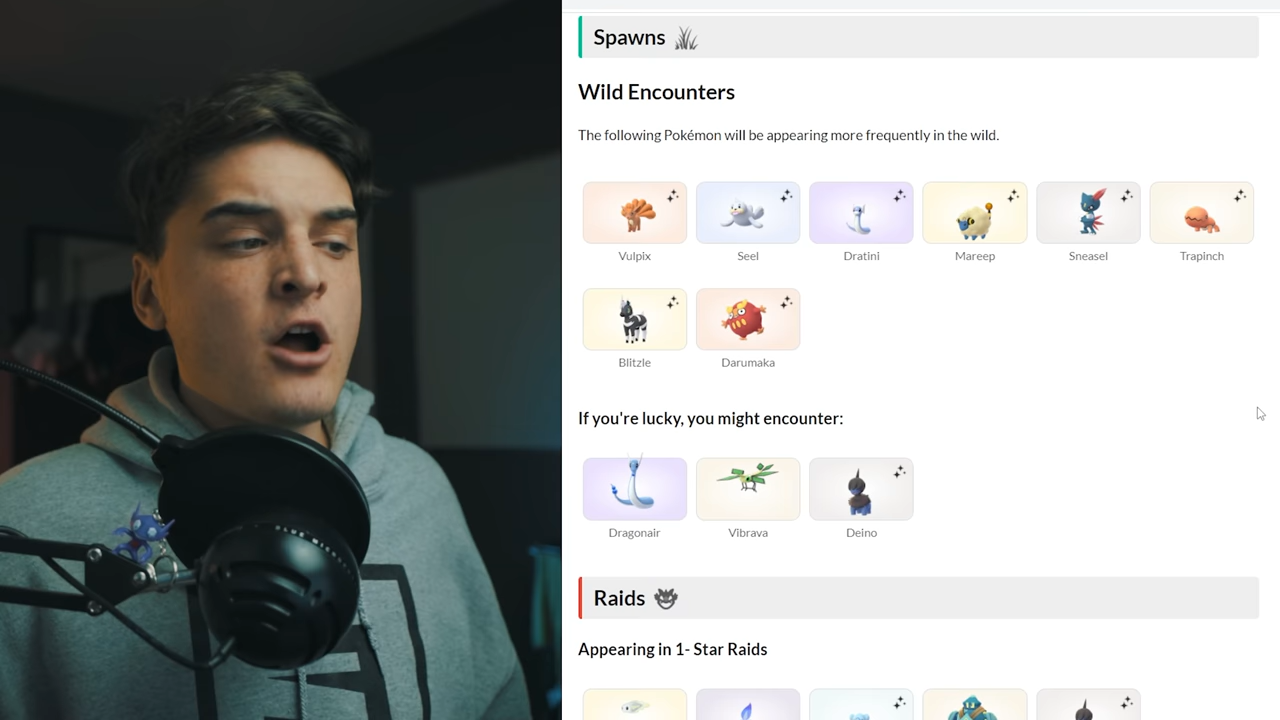 Spawns
Wild Encounters
The following Pokémon will be appearing more frequently in the wild.
Vulpix
Seel
Dratini
Mareep
Sneasel
Trapinch
Blitzle
Darumaka
If you're lucky, you might encounter:
Dragonair
Vibrava
Deino
Raids
Appearing in 1- Star Raids